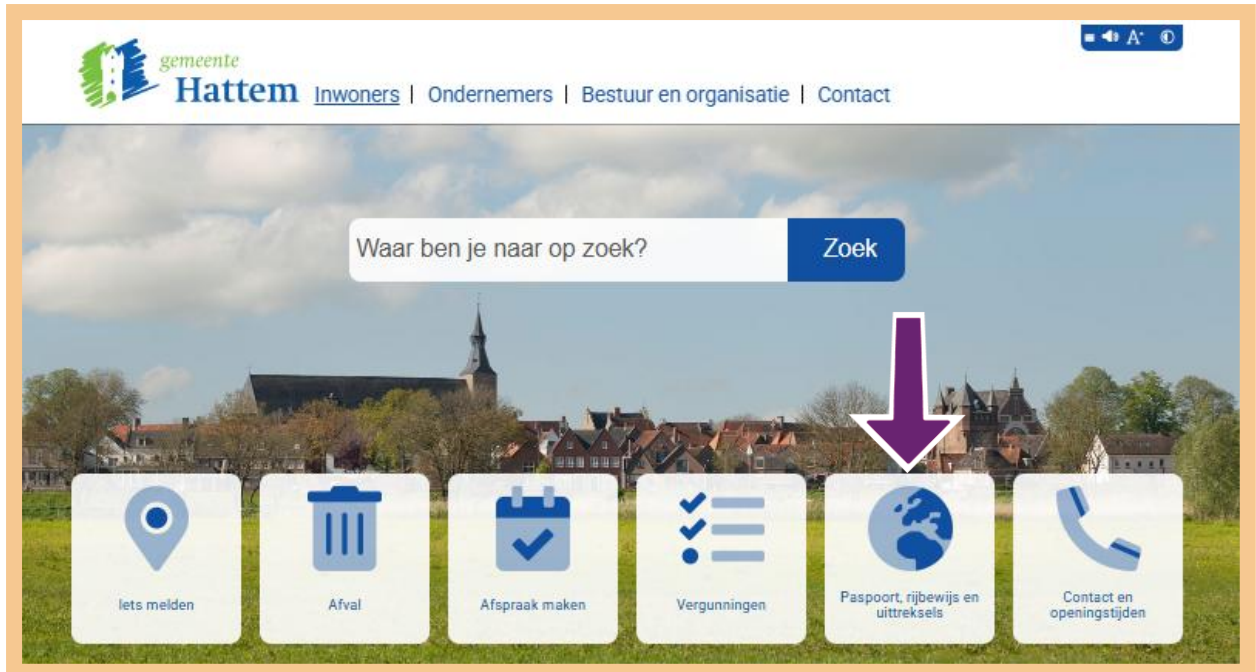 gemeente
Hattem Inwoners | Ondernemers | Bestuur en organisatie | Contact
A+
Waar ben je naar op zoek? Zoek
Iets melden
Afval
Afspraak maken
Vergunningen
Paspoort, rijbewijs en
uittreksels
Contact en
openingstijden